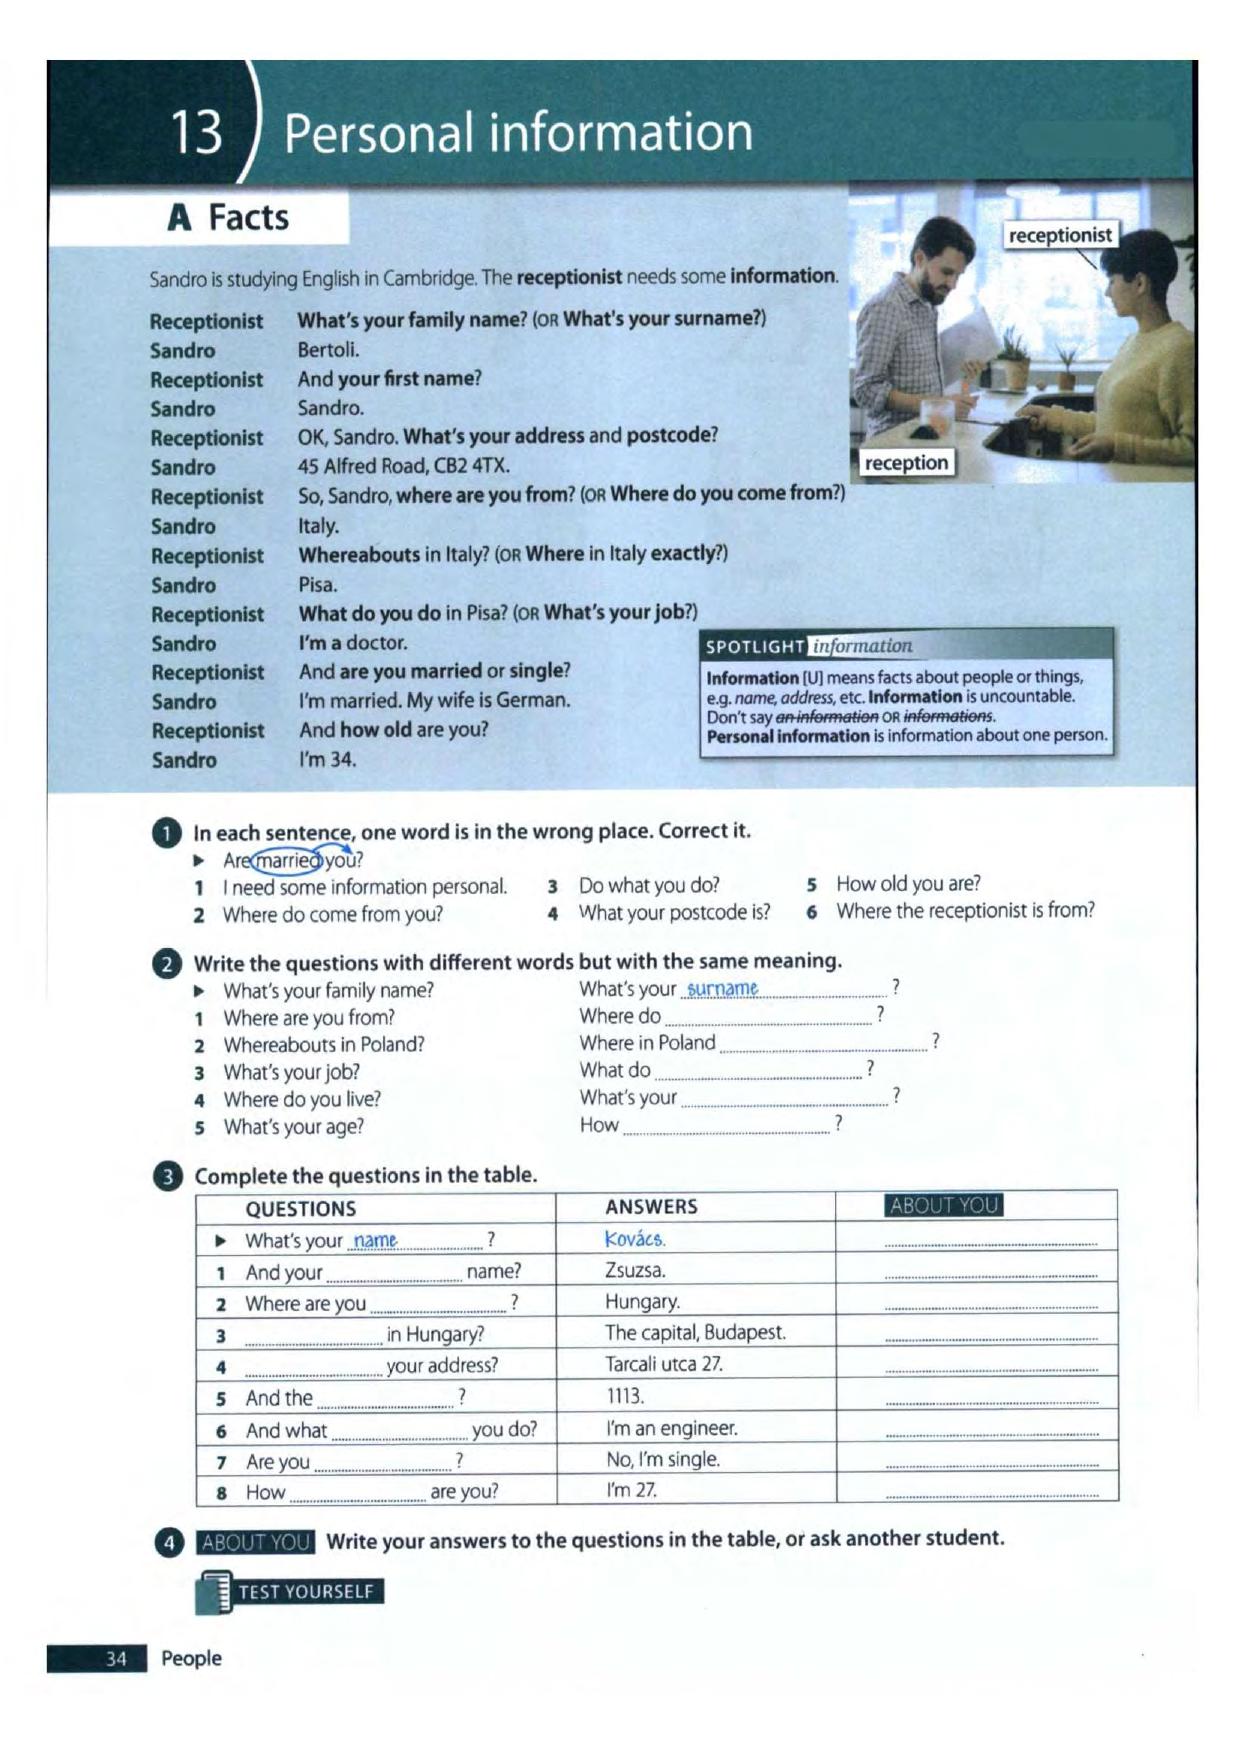 13 Personal information
A Facts
receptionist
reception
Sandro is studying English in Cambridge. The receptionist needs some information.
Receptionist What's your family name? (OR What's your surname?)
Sandro Bertoli.
Receptionist And your first name?
Sandro Sandro.
Receptionist OK, Sandro. What's your address and postcode?
Sandro 45 Alfred Road, CB2 4TX.
Receptionist So, Sandro, where are you from? (OR Where do you come from?)
Sandro Italy.
Receptionist Whereabouts in Italy? (OR Where in Italy exactly?)
Sandro Pisa.
Receptionist What do you do in Pisa? (OR What's your job?)
Sandro I'm a doctor.
Receptionist And are you married or single?
Sandro I'm married. My wife is German.
Receptionist And how old are you?
Sandro I'm 34.
SPOTLIGHT information
Information [U] means facts about people or things,
e.g. name, address, etc. Information is uncountable.
Don't say an information OR informations.
Personal information is information about one person.
1 In each sentence, one word is in the wrong place. Correct it.
► Are married you?
1 I need some information personal. 3 Do what you do? 5 How old you are?
2 Where do come from you? 4 What your postcode is? 6 Where the receptionist is from?
2 Write the questions with different words but with the same meaning.
► What's your family name? What's your surname ?
1 Where are you from? Where do ?
2 Whereabouts in Poland? Where in Poland ?
3 What's your job? What do ?
4 Where do you live? What's your ?
5 What's your age? How ?
3 Complete the questions in the table.
QUESTIONS ANSWERS ABOUT YOU
► What's your name ? Kovács.
1 And your name? Zsuzsa.
2 Where are you ? Hungary.
3 in Hungary? The capital, Budapest.
4 your address? Tarcali utca 27.
5 And the ? 1113.
6 And what you do? I'm an engineer.
7 Are you ? No, I'm single.
8 How are you? I'm 27.
4 ABOUT YOU Write your answers to the questions in the table, or ask another student.
TEST YOURSELF
34 People